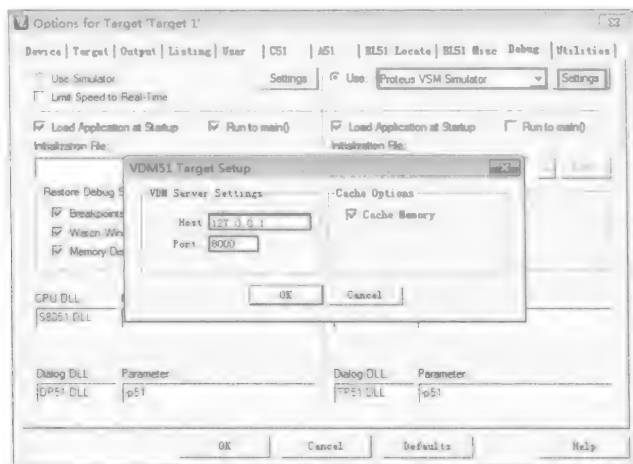 Options for Target 'Target 1'
Device Target Output Listing User C51 A51 BL51 Locate BL51 Misc Debug Utilities
Use Simulator Settings Use: Proteus VSM Simulator Settings
Limit Speed to Real-Time
Load Application at Startup Run to main() Load Application at Startup Run to main()
Initialization File: Initialization File:
VDM51 Target Setup
Restore Debug S
VDM Server Settings Cache Options
Breakpoints Host 127.0.0.1 Cache Memory
Watch Win Port 8000
Memory Dis
OK Cancel
CPU DLL
S8051.DLL
Dialog DLL Parameter Dialog DLL Parameter
DP51.DLL -p51 TP51.DLL -p51
OK Cancel Defaults Help